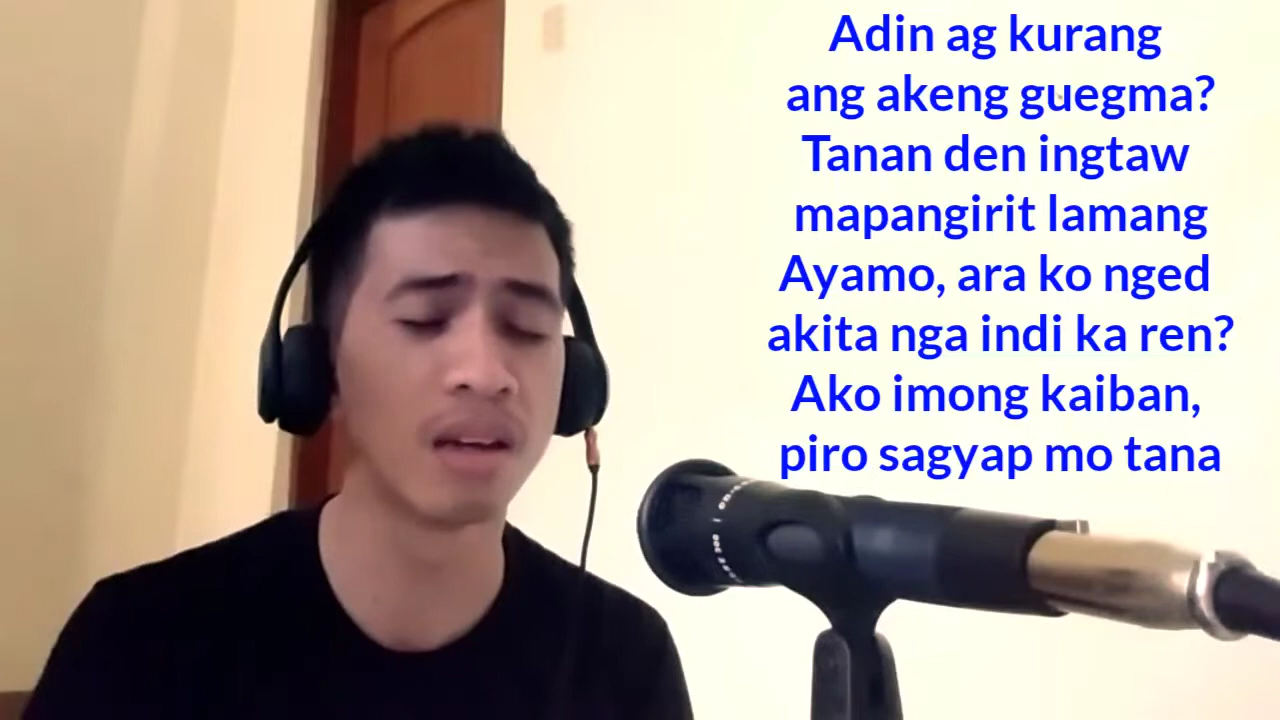 Adin ag kurang
ang akeng guegma?
Tanan den ingtaw
mapangirit lamang
Ayamo, ara ko nged
akita nga indi ka ren?
Ako imong kaiban,
piro sagyap mo tana